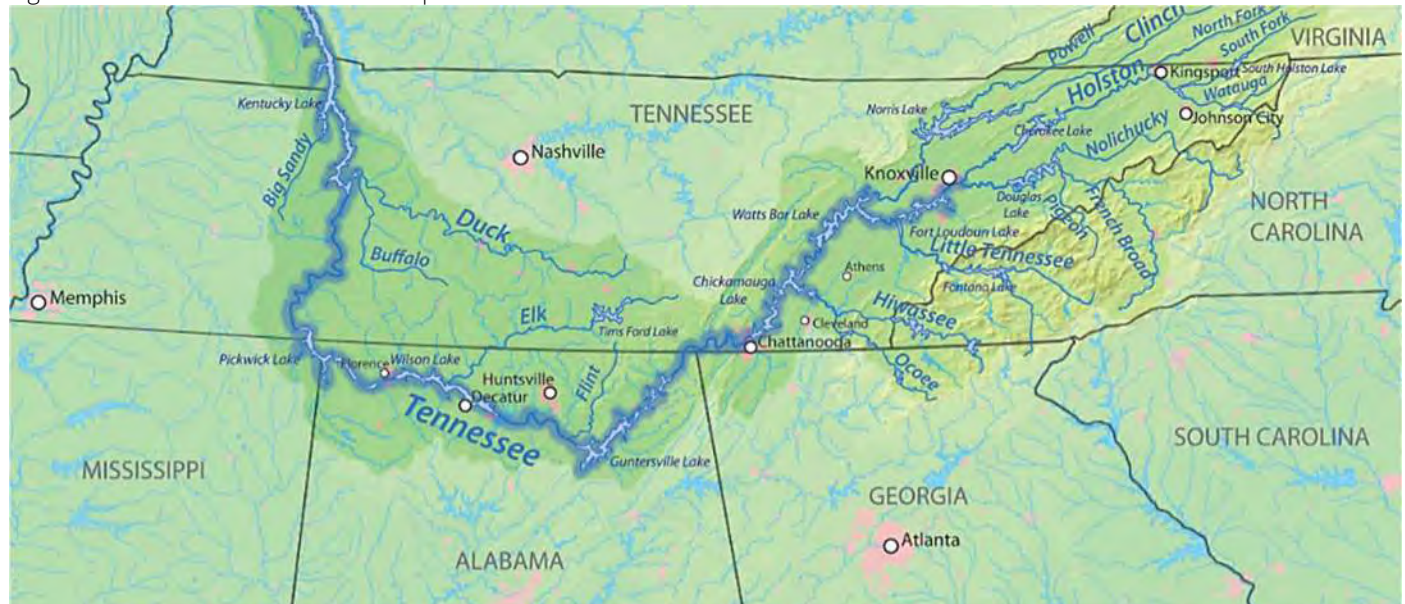 Powell
Clinch
North Fork
South Fork
VIRGINIA
Kingsport
South Holston Lake
Holston
Watauga
Kentucky Lake
TENNESSEE
Norris Lake
Johnson City
Cherokee Lake
Nolichucky
Nashville
Big Sandy
Knoxville
Douglas
Lake
Pigeon
French Broad
NORTH
CAROLINA
Watts Bar Lake
Duck
Fort Loudoun Lake
Little Tennessee
Buffalo
Athens
Chickamauga
Lake
Fontana Lake
Memphis
Hiwassee
Elk
Tims Ford Lake
Cleveland
Chattanooga
Ocoee
Pickwick Lake
Florence
Wilson Lake
Huntsville
Flint
Decatur
Tennessee
Guntersville Lake
SOUTH CAROLINA
MISSISSIPPI
GEORGIA
Atlanta
ALABAMA